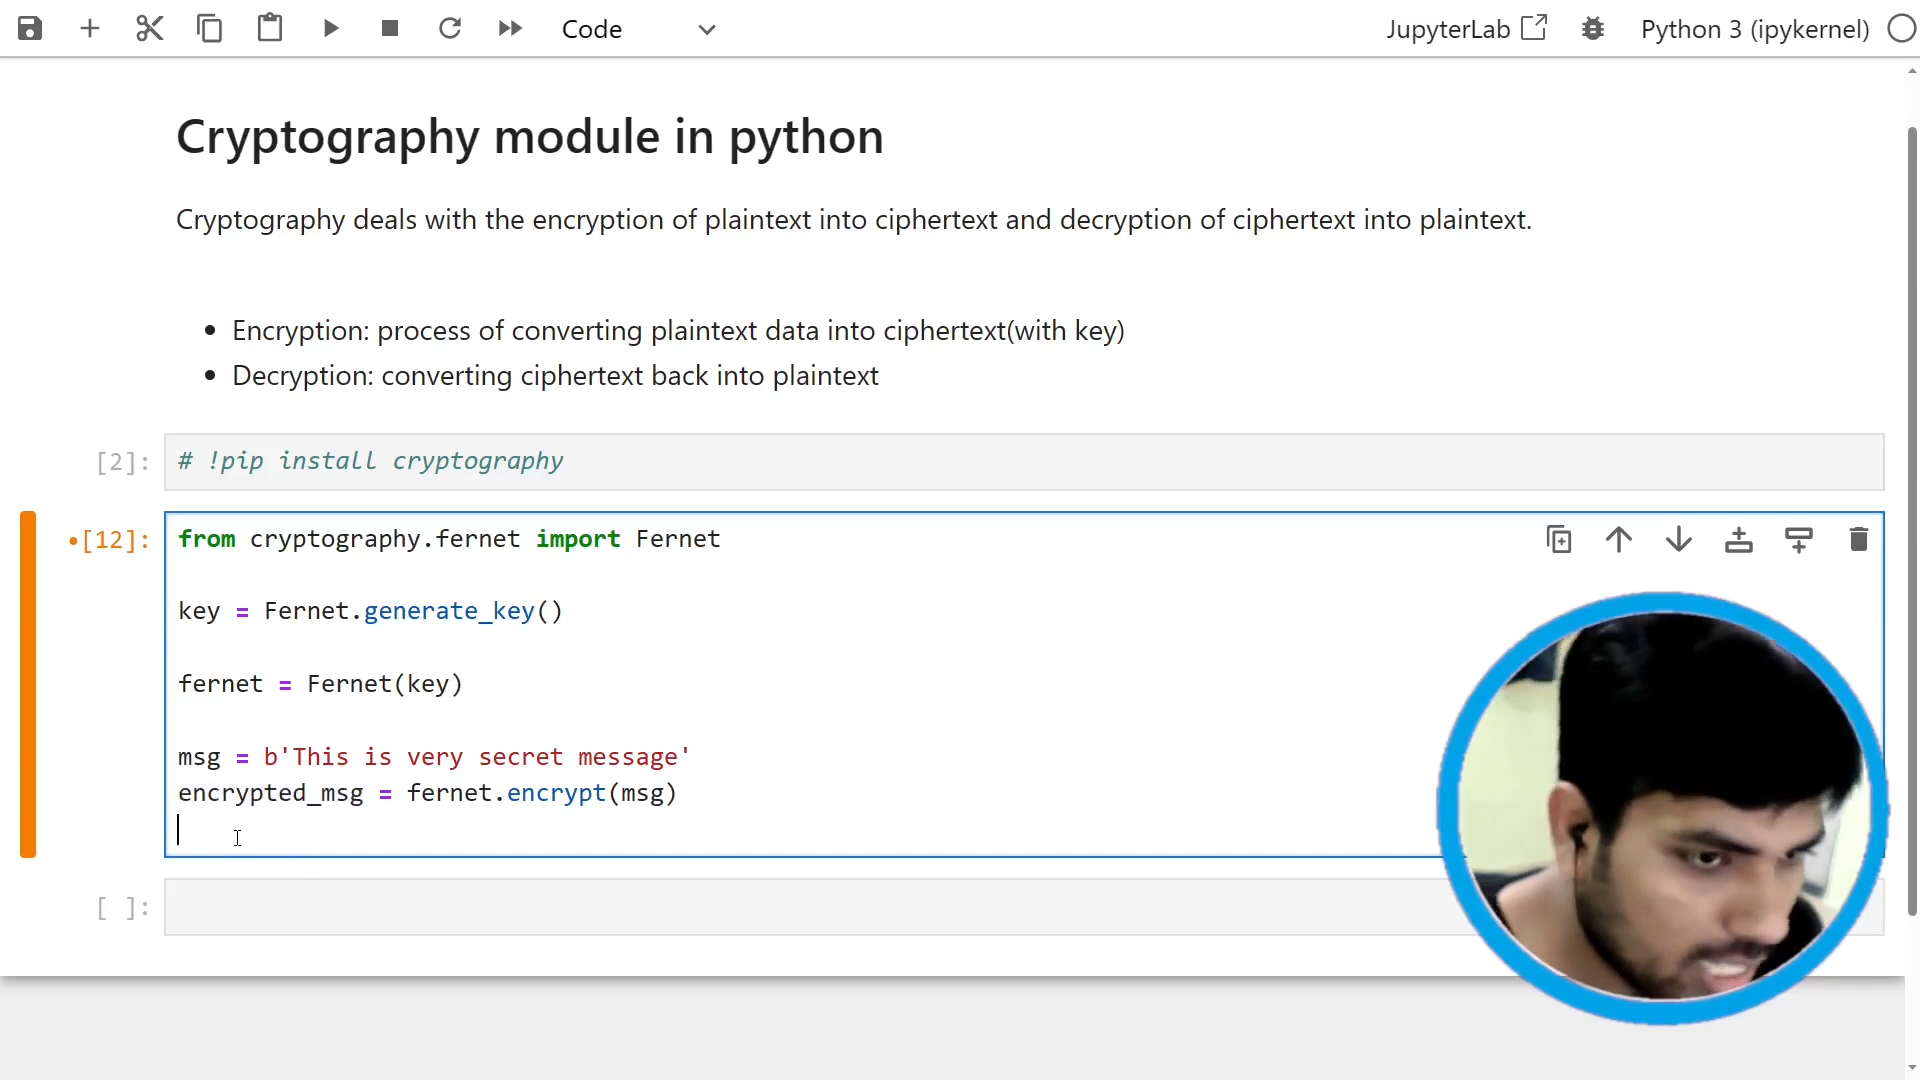 Code
JupyterLab
Python 3 (ipykernel)
Cryptography module in python
Cryptography deals with the encryption of plaintext into ciphertext and decryption of ciphertext into plaintext.
• Encryption: process of converting plaintext data into ciphertext(with key)
• Decryption: converting ciphertext back into plaintext
[2]: # !pip install cryptography
•[12]: from cryptography.fernet import Fernet
key = Fernet.generate_key()
fernet = Fernet(key)
msg = b'This is very secret message'
encrypted_msg = fernet.encrypt(msg)
[ ]: